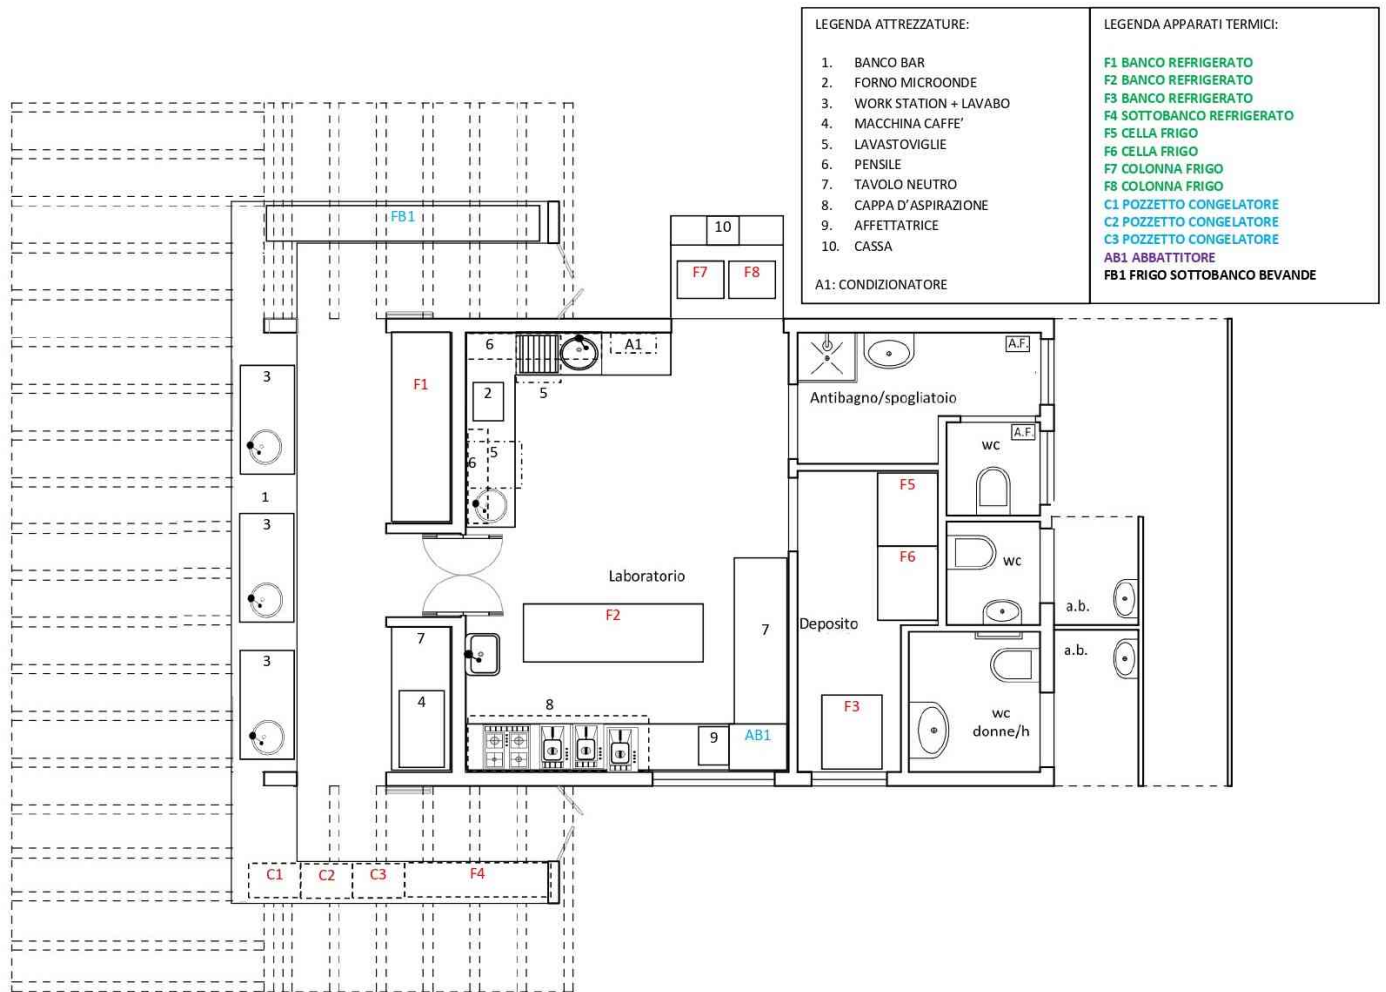 LEGENDA ATTREZZATURE:
1. BANCO BAR
2. FORNO MICROONDE
3. WORK STATION + LAVABO
4. MACCHINA CAFFE'
5. LAVASTOVIGLIE
6. PENSILE
7. TAVOLO NEUTRO
8. CAPPA D'ASPIRAZIONE
9. AFFETTATRICE
10. CASSA
A1: CONDIZIONATORE
LEGENDA APPARATI TERMICI:
F1 BANCO REFRIGERATO
F2 BANCO REFRIGERATO
F3 BANCO REFRIGERATO
F4 SOTTOBANCO REFRIGERATO
F5 CELLA FRIGO
F6 CELLA FRIGO
F7 COLONNA FRIGO
F8 COLONNA FRIGO
C1 POZZETTO CONGELATORE
C2 POZZETTO CONGELATORE
C3 POZZETTO CONGELATORE
AB1 ABBATTITORE
FB1 FRIGO SOTTOBANCO BEVANDE
FB1
10
F7
F8
6
A1
A.F.
3
F1
2
5
Antibagno/spogliatoio
A.F.
wc
5
6
F5
1
3
F6
wc
Laboratorio
a.b.
F2
Deposito
7
7
3
a.b.
4
8
F3
wc
donne/h
9
AB1
C1
C2
C3
F4